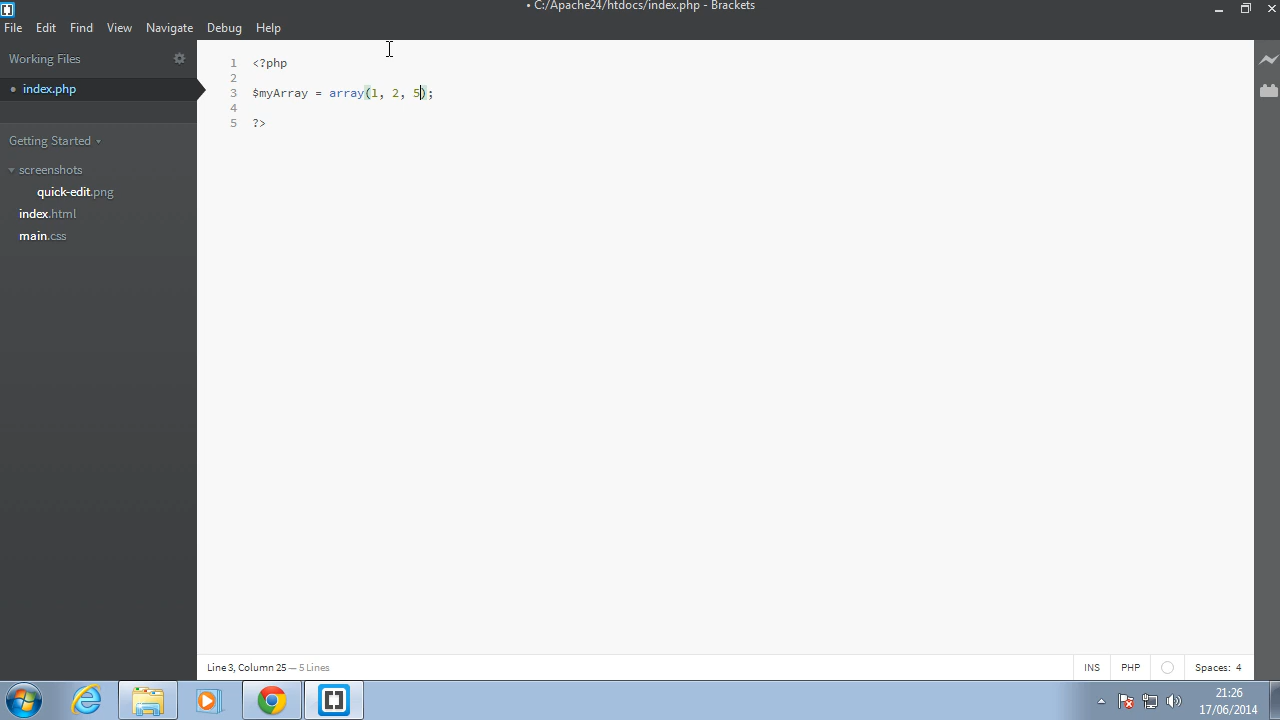 • C:/Apache24/htdocs/index.php - Brackets
File Edit Find View Navigate Debug Help
Working Files
• index.php
Getting Started
screenshots
quick-edit.png
index.html
main.css
1 <?php
2
3 $myArray = array(1, 2, 5);
4
5 ?>
Line 3, Column 25 — 5 Lines
INS PHP Spaces: 4
21:26
17/06/2014